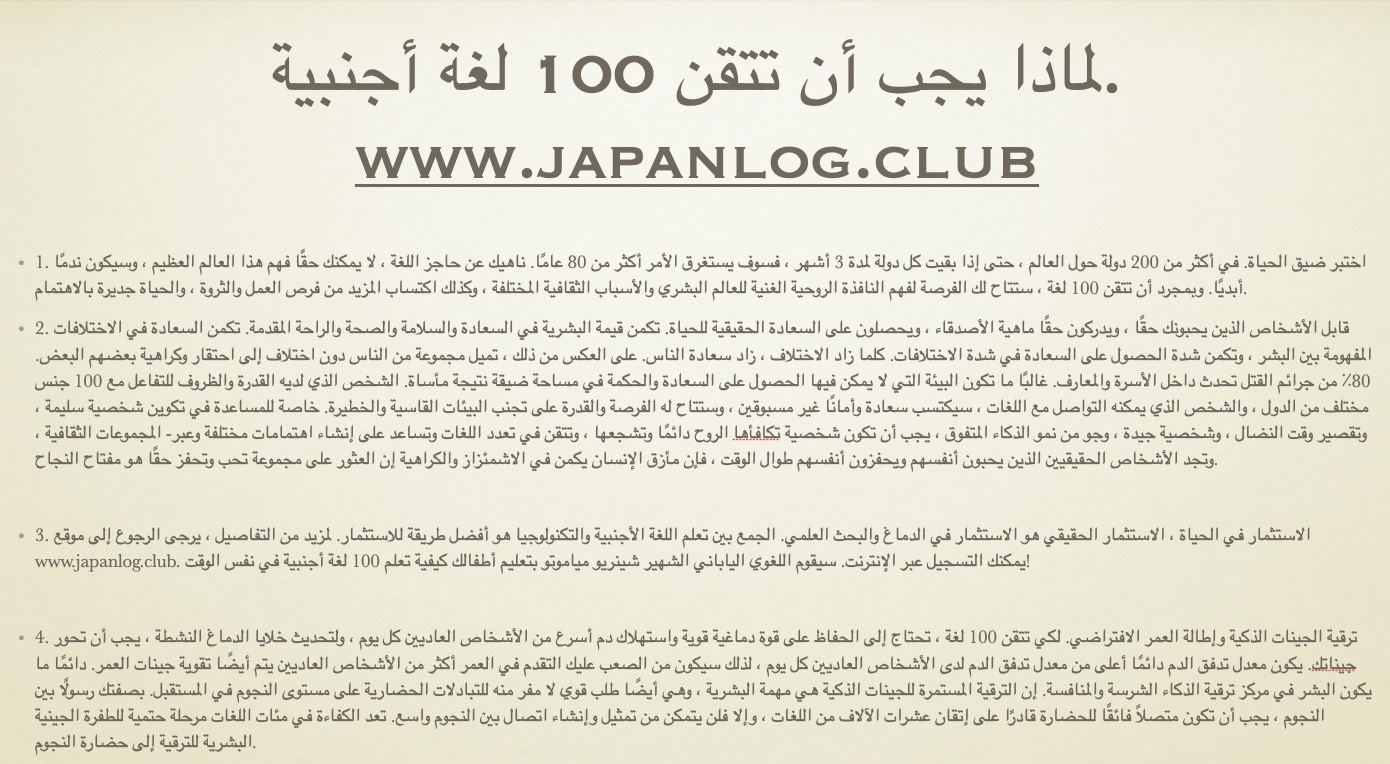 لماذا يجب أن تتقن 100 لغة أجنبية.
WWW.JAPANLOG.CLUB
• 1. اختبر ضيق الحياة. في أكثر من 200 دولة حول العالم ، حتى إذا بقيت كل دولة لمدة 3 أشهر ، فسوف يستغرق الأمر أكثر من 80 عامًا. ناهيك عن حاجز اللغة ، لا يمكنك حقًا فهم هذا العالم العظيم ، وسيكون ندمًا
أبديًا. وبمجرد أن تتقن 100 لغة ، ستتاح لك الفرصة لفهم النافذة الروحية الغنية للعالم البشري والأسباب الثقافية المختلفة ، وكذلك اكتساب المزيد من فرص العمل والثروة ، والحياة جديرة بالاهتمام.
• 2. قابل الأشخاص الذين يحبونك حقًا ، ويدركون حقًا ماهية الأصدقاء ، ويحصلون على السعادة الحقيقية للحياة. تكمن قيمة البشرية في السعادة والسلامة والصحة والراحة المقدمة. تكمن السعادة في الاختلافات
المفهومة بين البشر ، وتكمن شدة الحصول على السعادة في شدة الاختلافات. كلما زاد الاختلاف ، زاد سعادة الناس. على العكس من ذلك ، تميل مجموعة من الناس دون اختلاف إلى احتقار وكراهية بعضهم البعض.
80٪ من جرائم القتل تحدث داخل الأسرة والمعارف. غالبًا ما تكون البيئة التي لا يمكن فيها الحصول على السعادة والحكمة في مساحة ضيقة نتيجة مأساة. الشخص الذي لديه القدرة والظروف للتفاعل مع 100 جنس
مختلف من الدول ، والشخص الذي يمكنه التواصل مع اللغات ، سيكتسب سعادة وأمانًا غير مسبوقين ، وستتاح له الفرصة والقدرة على تجنب البيئات القاسية والخطيرة. خاصة للمساعدة في تكوين شخصية سليمة ،
وتقصير وقت النضال ، وشخصية جيدة ، وجو من نمو الذكاء المتفوق ، يجب أن تكون شخصية تكافأها الروح دائمًا وتشجعها ، وتتقن في تعدد اللغات وتساعد على إنشاء اهتمامات مختلفة وعبر- المجموعات الثقافية ،
وتجد الأشخاص الحقيقيين الذين يحبون أنفسهم ويحفزون أنفسهم طوال الوقت ، فإن مأزق الإنسان يكمن في الاشمئزاز والكراهية إن العثور على مجموعة تحب وتحفز حقًا هو مفتاح النجاح.
• 3. الاستثمار في الحياة ، الاستثمار الحقيقي هو الاستثمار في الدماغ والبحث العلمي. الجمع بين تعلم اللغة الأجنبية والتكنولوجيا هو أفضل طريقة للاستثمار. لمزيد من التفاصيل ، يرجى الرجوع إلى موقع
www.japanlog.club. يمكنك التسجيل عبر الإنترنت. سيقوم اللغوي الياباني الشهير شينريو مياموتو بتعليم أطفالك كيفية تعلم 100 لغة أجنبية في نفس الوقت!
• 4. ترقية الجينات الذكية وإطالة العمر الافتراضي. لكي تتقن 100 لغة ، تحتاج إلى الحفاظ على قوة دماغية قوية واستهلاك دم أسرع من الأشخاص العاديين كل يوم ، ولتحديث خلايا الدماغ النشطة ، يجب أن تحور
جيناتك. يكون معدل تدفق الدم دائمًا أعلى من معدل تدفق الدم لدى الأشخاص العاديين كل يوم ، لذلك سيكون من الصعب عليك التقدم في العمر أكثر من الأشخاص العاديين يتم أيضًا تقوية جينات العمر. دائمًا ما
يكون البشر في مركز ترقية الذكاء الشرسة والمنافسة. إن الترقية المستمرة للجينات الذكية هي مهمة البشرية ، وهي أيضًا طلب قوي لا مفر منه للتبادلات الحضارية على مستوى النجوم في المستقبل. بصفتك رسولًا بين
النجوم ، يجب أن تكون متصلاً فائقًا للحضارة قادرًا على إتقان عشرات الآلاف من اللغات ، وإلا فلن يتمكن من تمثيل وإنشاء اتصال بين النجوم واسع. تعد الكفاءة في مئات اللغات مرحلة حتمية للطفرة الجينية
البشرية للترقية إلى حضارة النجوم.